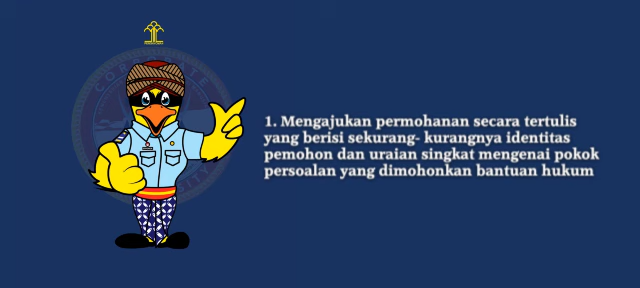 1. Mengajukan permohanan secara tertulis
yang berisi sekurang- kurangnya identitas
pemohon dan uraian singkat mengenai pokok
persoalan yang dimohonkan bantuan hukum